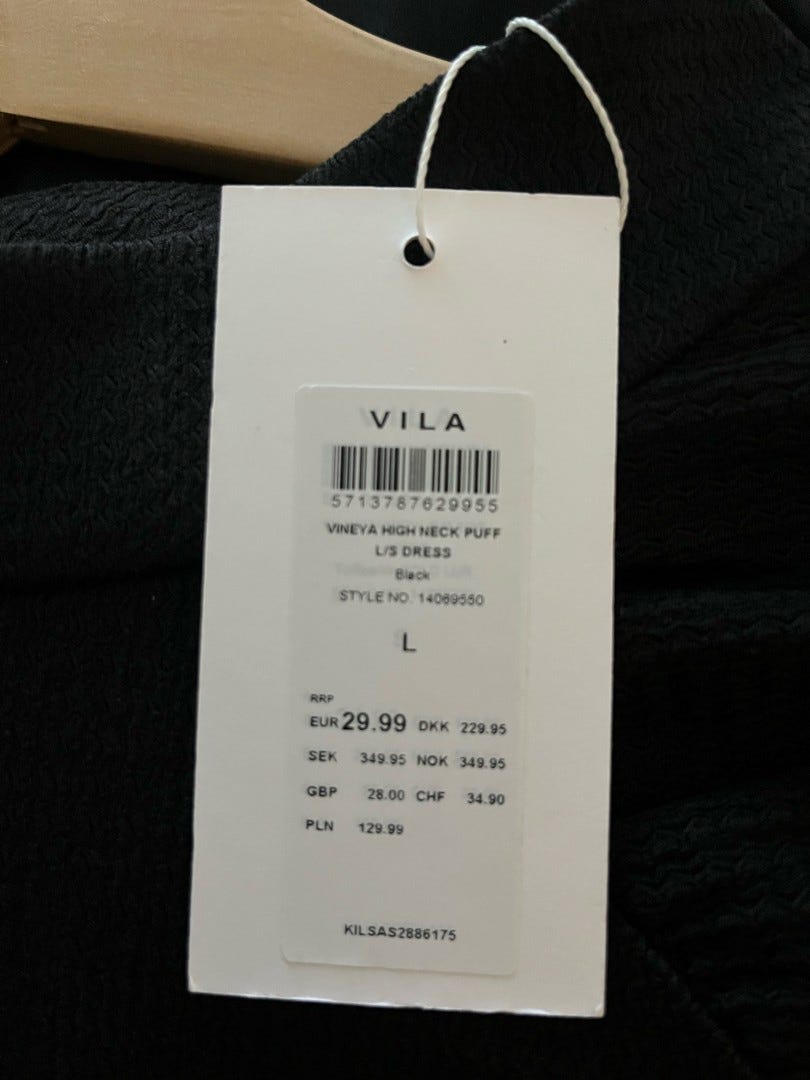 VILA
5713787629955
VINEYA HIGH NECK PUFF
L/S DRESS
Black
STYLE NO. 14069550
L
RRP
EUR 29.99 DKK 229.95
SEK 349.95 NOK 349.95
GBP 28.00 CHF 34.90
PLN 129.99
KILSAS2886175